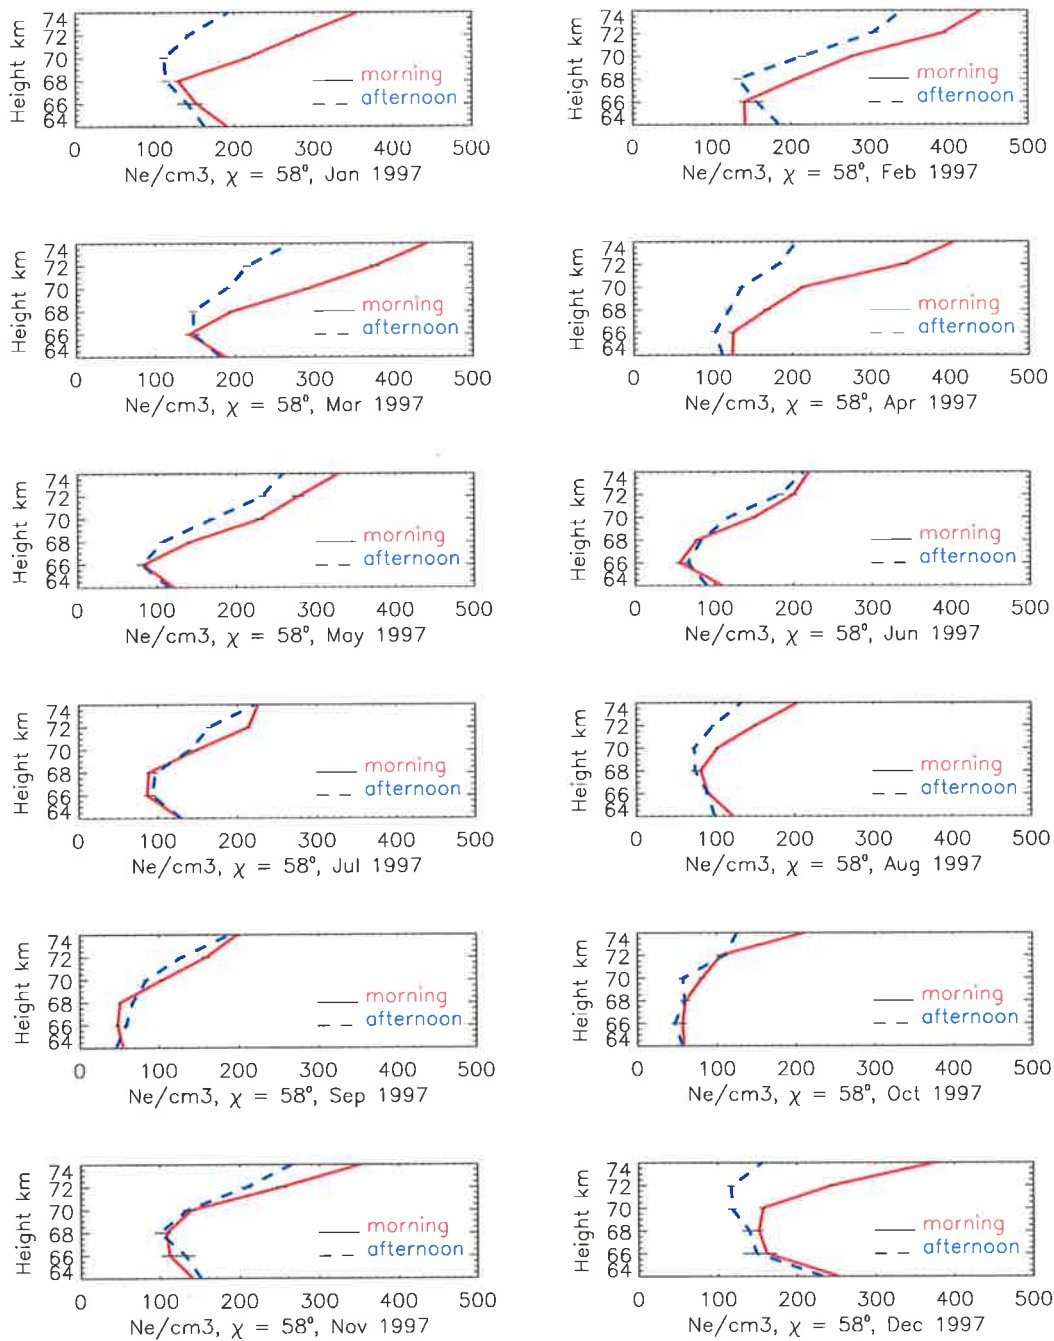 74
72
70
68
66
64
Height km
morning
afternoon
0 100 200 300 400 500
Ne/cm3, χ = 58⁰, Jan 1997
74
72
70
68
66
64
Height km
morning
afternoon
0 100 200 300 400 500
Ne/cm3, χ = 58⁰, Feb 1997
74
72
70
68
66
64
Height km
morning
afternoon
0 100 200 300 400 500
Ne/cm3, χ = 58⁰, Mar 1997
74
72
70
68
66
64
Height km
morning
afternoon
0 100 200 300 400 500
Ne/cm3, χ = 58⁰, Apr 1997
74
72
70
68
66
64
Height km
morning
afternoon
0 100 200 300 400 500
Ne/cm3, χ = 58⁰, May 1997
74
72
70
68
66
64
Height km
morning
afternoon
0 100 200 300 400 500
Ne/cm3, χ = 58⁰, Jun 1997
74
72
70
68
66
64
Height km
morning
afternoon
0 100 200 300 400 500
Ne/cm3, χ = 58⁰, Jul 1997
74
72
70
68
66
64
Height km
morning
afternoon
0 100 200 300 400 500
Ne/cm3, χ = 58⁰, Aug 1997
74
72
70
68
66
64
Height km
morning
afternoon
0 100 200 300 400 500
Ne/cm3, χ = 58⁰, Sep 1997
74
72
70
68
66
64
Height km
morning
afternoon
0 100 200 300 400 500
Ne/cm3, χ = 58⁰, Oct 1997
74
72
70
68
66
64
Height km
morning
afternoon
0 100 200 300 400 500
Ne/cm3, χ = 58⁰, Nov 1997
74
72
70
68
66
64
Height km
morning
afternoon
0 100 200 300 400 500
Ne/cm3, χ = 58⁰, Dec 1997